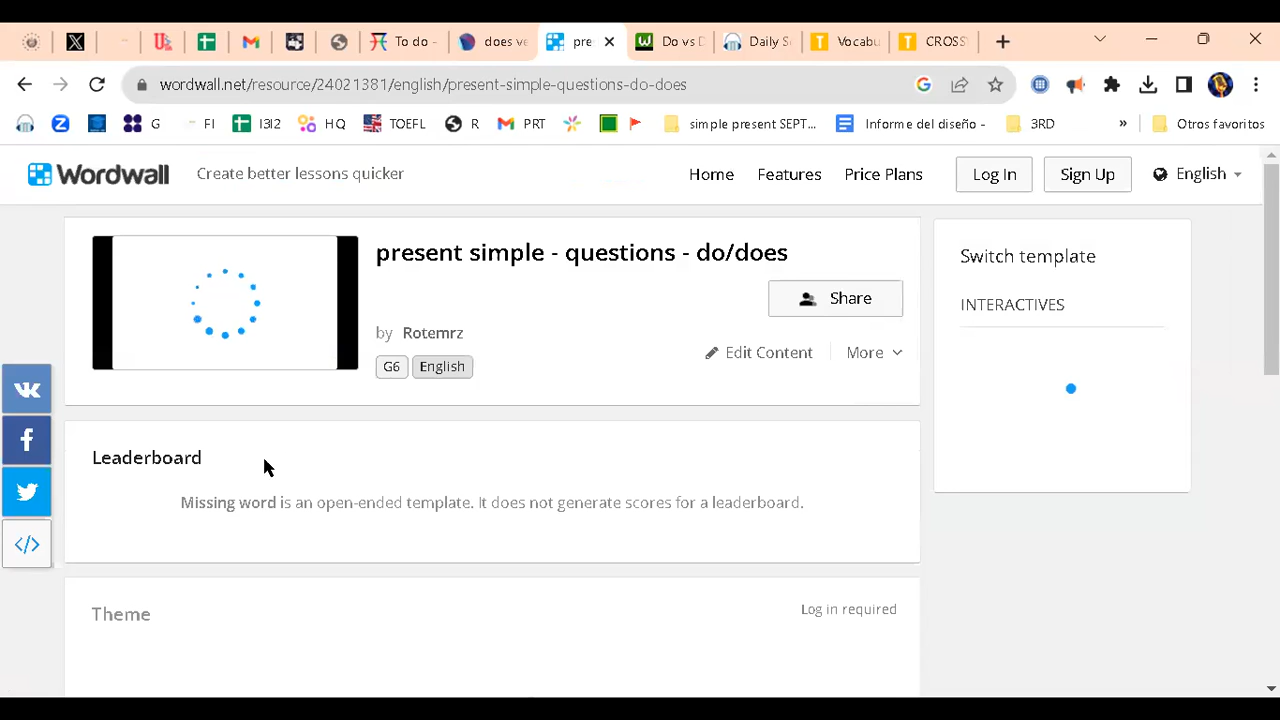 To do -
does ve
pre
Do vs D
Daily S
Vocabu
CROSS
wordwall.net/resource/24021381/english/present-simple-questions-do-does
G
FI
I3I2
HQ
TOEFL
R
PRT
simple present SEPT...
Informe del diseño -
3RD
»
Otros favoritos
Wordwall
Create better lessons quicker
Home
Features
Price Plans
Log In
Sign Up
English
present simple - questions - do/does
Share
by Rotemrz
Edit Content
More
G6
English
Switch template
INTERACTIVES
Leaderboard
Missing word is an open-ended template. It does not generate scores for a leaderboard.
Theme
Log in required